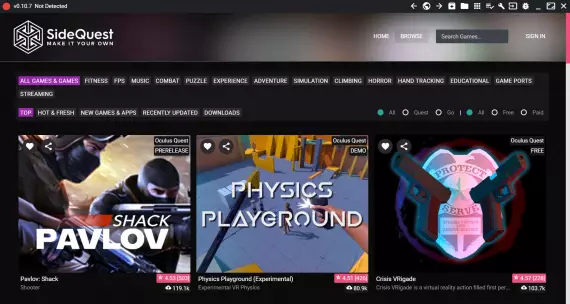 v0.10.7 Not Detected
SideQuest
MAKE IT YOUR OWN
HOME BROWSE Search Games... SIGN IN
ALL GAMES & GAMES FITNESS FPS MUSIC COMBAT PUZZLE EXPERIENCE ADVENTURE SIMULATION CLIMBING HORROR HAND TRACKING EDUCATIONAL GAME PORTS
STREAMING
TOP HOT & FRESH NEW GAMES & APPS RECENTLY UPDATED DOWNLOADS All Quest Go | All Free Paid
Oculus Quest
PRERELEASE
SHACK
PAVLOV
Pavlov: Shack 4.53 (502)
Shooter 119.1k
Oculus Quest
DEMO
PHYSICS
PLAYGROUND
Physics Playground (Experimental) 4.51 (426)
Experimental VR Physics 80.9k
Oculus Quest
FREE
PROTECT
SERVE
Crisis VRigade 4.57 (228)
Crisis VRigade is a virtual reality action filled first per... 103.7k